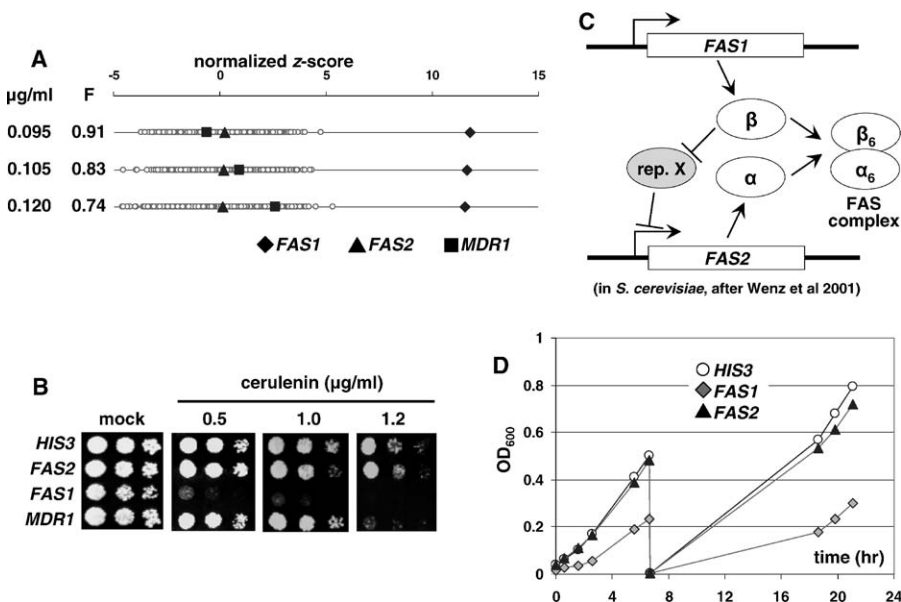 A
normalized z-score
-5 0 5 10 15
µg/ml F
0.095 0.91
0.105 0.83
0.120 0.74
FAS1 FAS2 MDR1
B
cerulenin (µg/ml)
mock 0.5 1.0 1.2
HIS3
FAS2
FAS1
MDR1
C
FAS1
β
rep. X
α
β6
α6
FAS
complex
FAS2
(in S. cerevisiae, after Wenz et al 2001)
D
1
0.8
0.6
0.4
0.2
0
OD600
HIS3
FAS1
FAS2
time (hr)
0 4 8 12 16 20 24